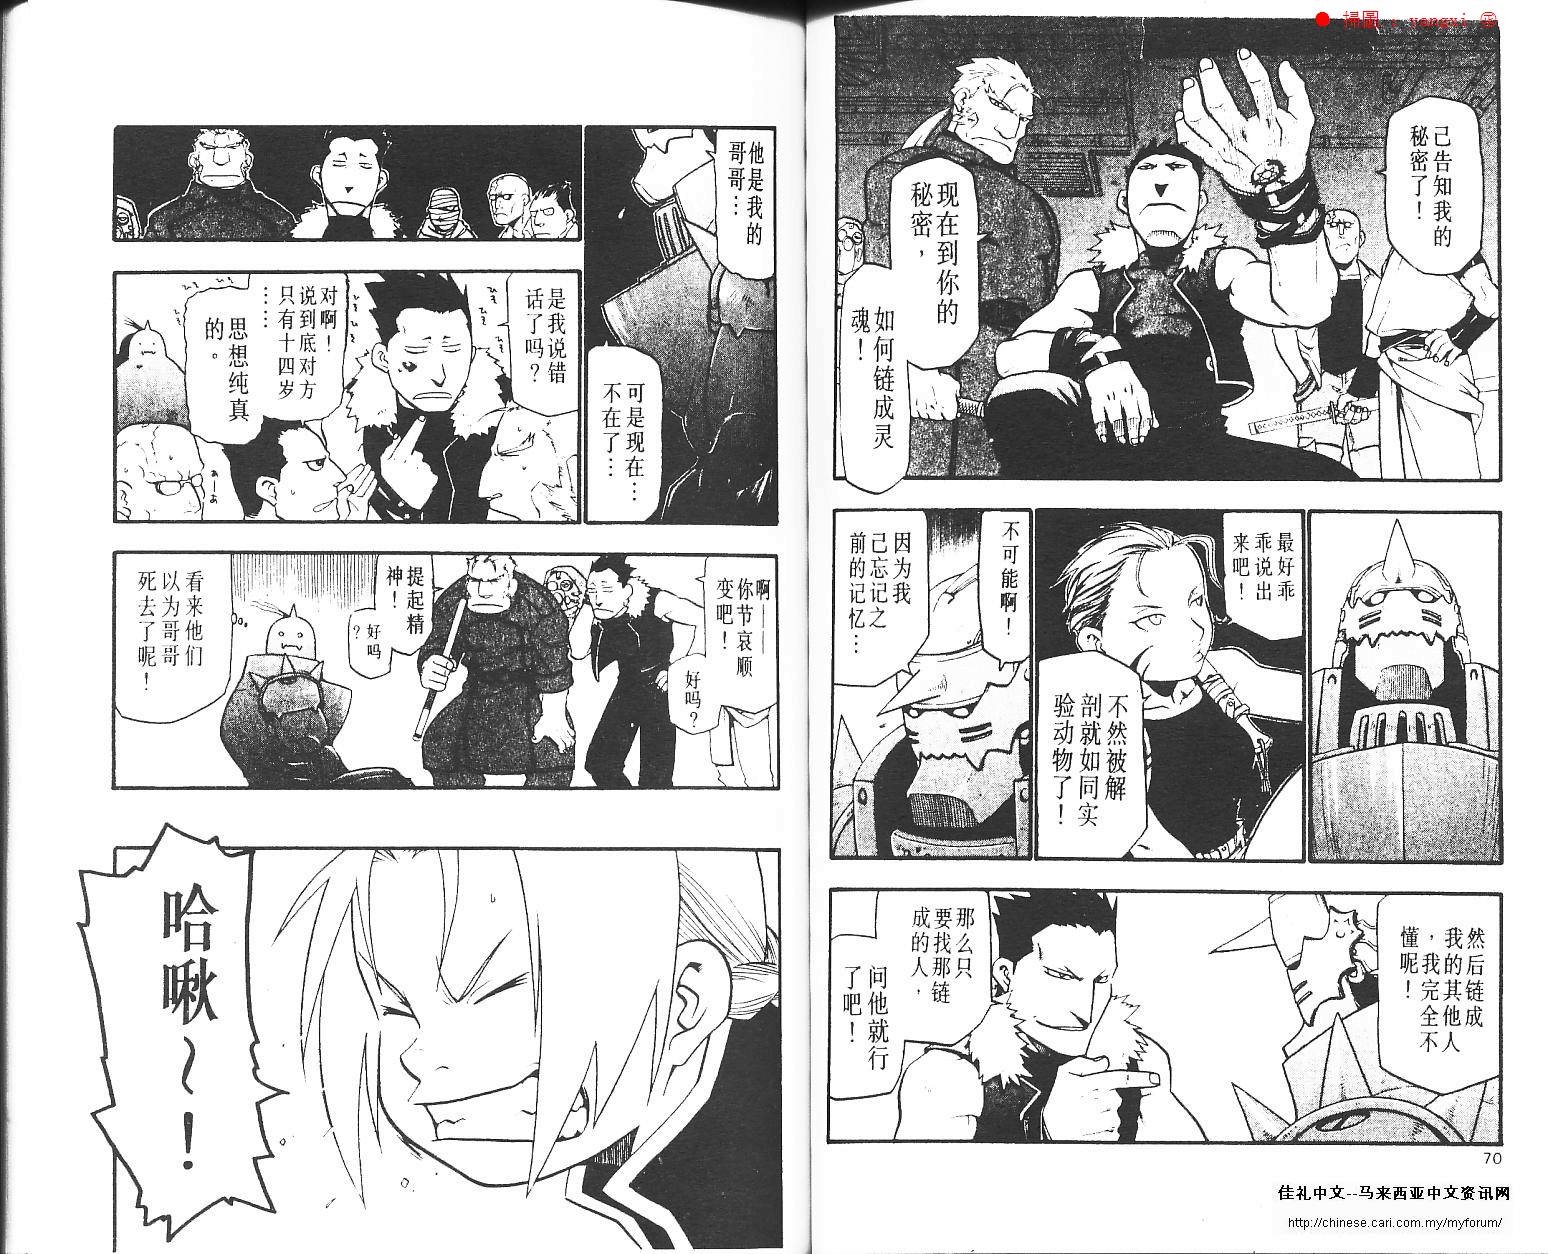 ● 掃圖：yongxi
己告知我的
秘密了！
现在到你的
秘密，
如何链成灵
魂！
最好乖
乖说出
来吧！
不然被解
剖就如同实
验动物了！
不可能啊！
因为我
己忘记之
前的记忆…
然后链成
我的其他人
，我完全不
懂呢！
那么只
要找那链
成的人，
问他就行
了吧！
70
佳礼中文--马来西亚中文资讯网
http://chinese.cari.com.my/myforum/
他是我的
哥哥…
可是现在…
不在了…
是我说错
话了吗？
对啊！
说到底对方
只有十四岁
……
思想纯真
的。
あーあ
啊——
你节哀顺
变吧！
好吗？
提起精
神！
好吗
？
看来他们
以为哥哥
死去了呢！
哈啾～！